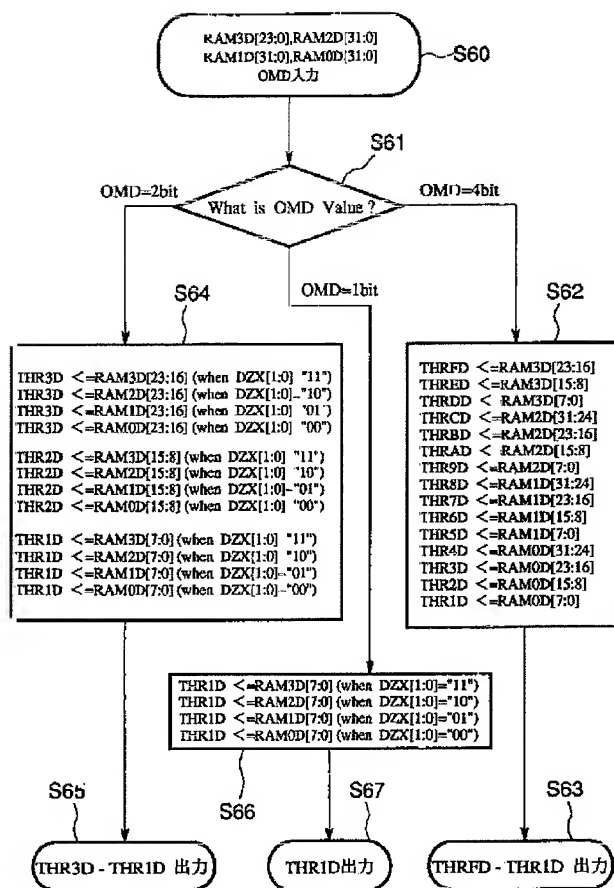 RAM3D[23:0],RAM2D[31:0]
RAM1D[31:0],RAM0D[31:0]
OMD入力
S60
S61
OMD=2bit
What is OMD Value?
OMD=4bit
OMD=1bit
S64
THR3D <=RAM3D[23:16] (when DZX[1:0] "11")
THR3D <=RAM2D[23:16] (when DZX[1:0]="10")
THR3D <=RAM1D[23:16] (when DZX[1:0] "01")
THR3D <=RAM0D[23:16] (when DZX[1:0] "00")
THR2D <=RAM3D[15:8] (when DZX[1:0] "11")
THR2D <=RAM2D[15:8] (when DZX[1:0] "10")
THR2D <=RAM1D[15:8] (when DZX[1:0]="01")
THR2D <=RAM0D[15:8] (when DZX[1:0] "00")
THR1D <=RAM3D[7:0] (when DZX[1:0] "11")
THR1D <=RAM2D[7:0] (when DZX[1:0] "10")
THR1D <=RAM1D[7:0] (when DZX[1:0]="01")
THR1D <=RAM0D[7:0] (when DZX[1:0]="00")
S62
THRFD <=RAM3D[23:16]
THRED <=RAM3D[15:8]
THRDD < RAM3D[7:0]
THRCD <=RAM2D[31:24]
THRBD <=RAM2D[23:16]
THRAD < RAM2D[15:8]
THR9D <=RAM2D[7:0]
THR8D <=RAM1D[31:24]
THR7D <=RAM1D[23:16]
THR6D <=RAM1D[15:8]
THR5D <=RAM1D[7:0]
THR4D <=RAM0D[31:24]
THR3D <=RAM0D[23:16]
THR2D <=RAM0D[15:8]
THR1D <=RAM0D[7:0]
THR1D <=RAM3D[7:0] (when DZX[1:0]="11")
THR1D <=RAM2D[7:0] (when DZX[1:0]="10")
THR1D <=RAM1D[7:0] (when DZX[1:0]="01")
THR1D <=RAM0D[7:0] (when DZX[1:0]="00")
S66
S65
THR3D - THR1D 出力
S67
THR1D出力
S63
THRFD - THR1D 出力